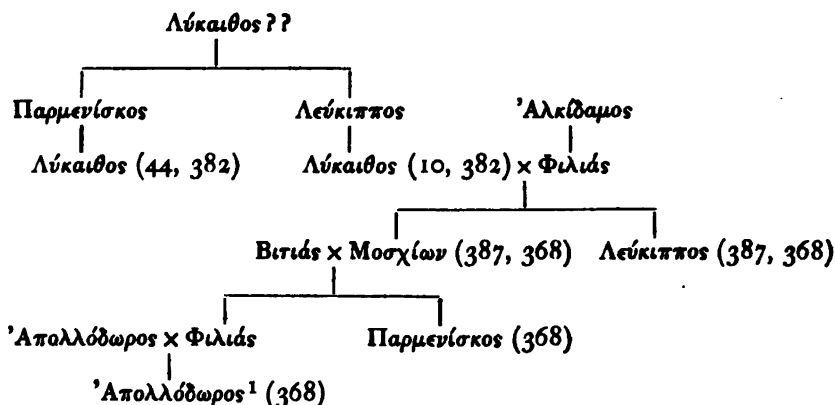 Λύκαιθος ??
Παρμενίσκος Λεύκιππος Ἀλκίδαμος
Λύκαιθος (44, 382) Λύκαιθος (10, 382) × Φιλιάς
Βιτιάς × Μοσχίων (387, 368) Λεύκιππος (387, 368)
Ἀπολλόδωρος × Φιλιάς Παρμενίσκος (368)
Ἀπολλόδωρος¹ (368)